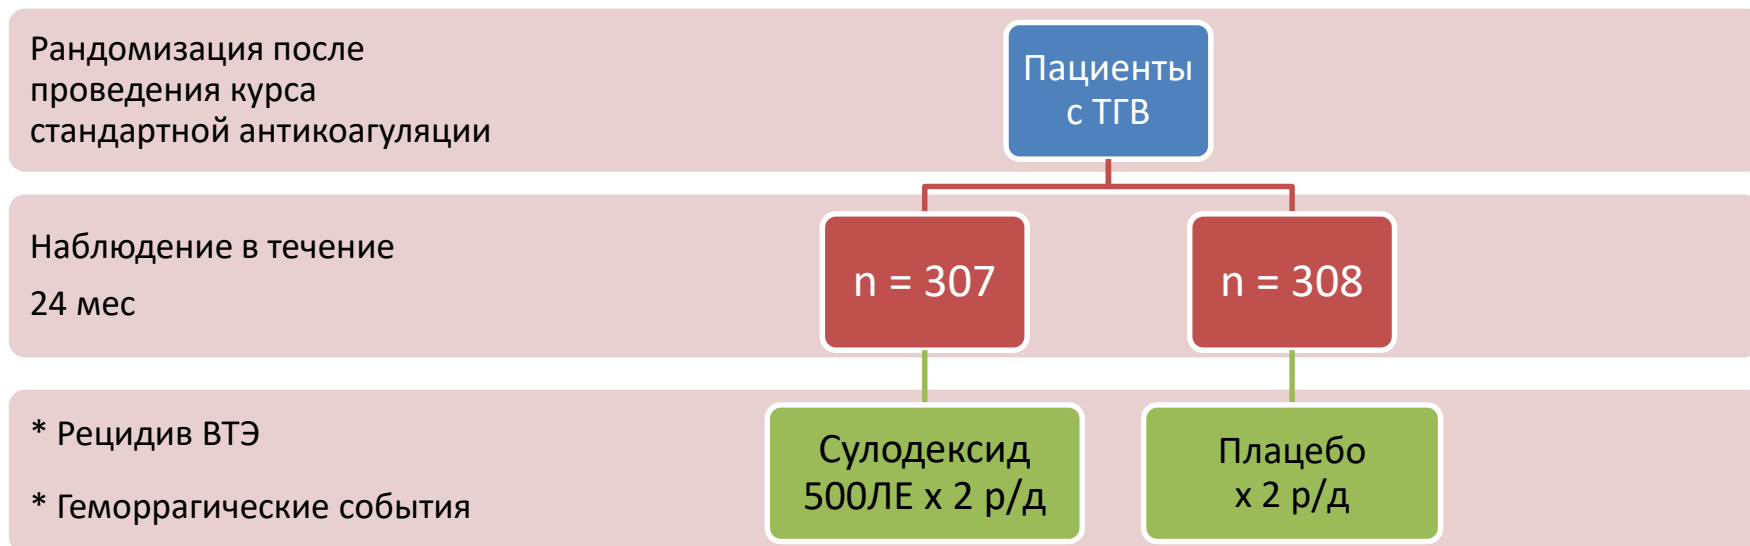 Рандомизация после
проведения курса
стандартной антикоагуляции
Пациенты
с ТГВ
Наблюдение в течение
24 мес
n = 307
n = 308
* Рецидив ВТЭ
* Геморрагические события
Сулодексид
500ЛЕ х 2 р/д
Плацебо
х 2 р/д